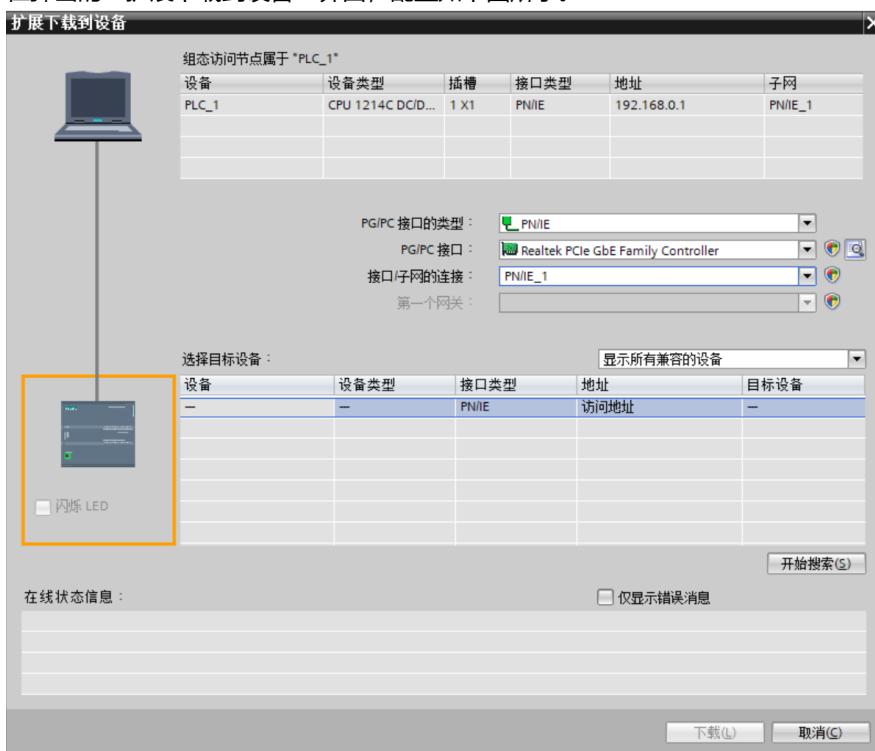 扩展下载到设备
组态访问节点属于 "PLC_1"
设备 设备类型 插槽 接口类型 地址 子网
PLC_1 CPU 1214C DC/D... 1 X1 PN/IE 192.168.0.1 PN/IE_1
PG/PC 接口的类型： PN/IE
PG/PC 接口： Realtek PCIe GbE Family Controller
接口/子网的连接： PN/IE_1
第一个网关：
选择目标设备： 显示所有兼容的设备
设备 设备类型 接口类型 地址 目标设备
— — PN/IE 访问地址 —
闪烁 LED
开始搜索(S)
在线状态信息： 仅显示错误消息
下载(L) 取消(C)